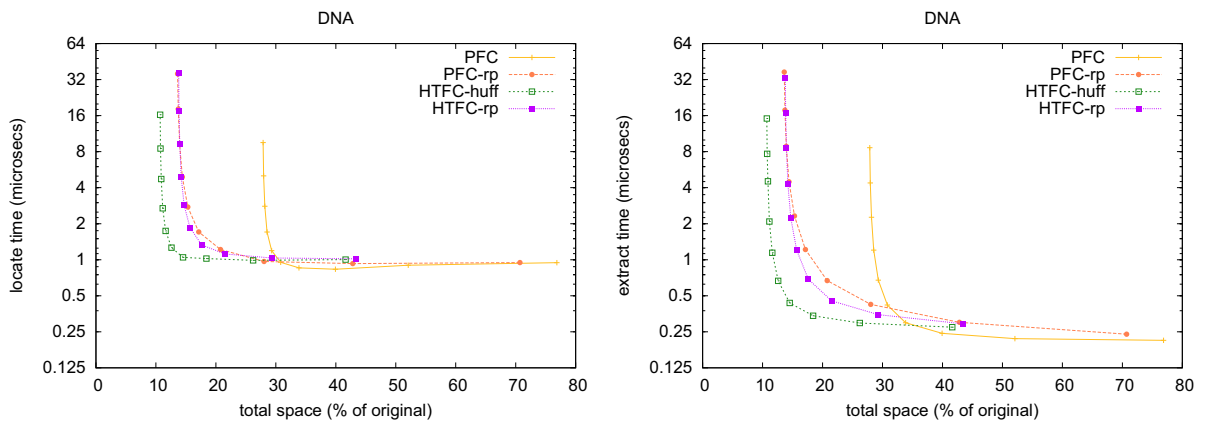 DNA
64
32
16
8
4
2
1
0.5
0.25
0.125
locate time (microsecs)
PFC
PFC-rp
HTFC-huff
HTFC-rp
0 10 20 30 40 50 60 70 80
total space (% of original)
DNA
64
32
16
8
4
2
1
0.5
0.25
0.125
extract time (microsecs)
PFC
PFC-rp
HTFC-huff
HTFC-rp
0 10 20 30 40 50 60 70 80
total space (% of original)